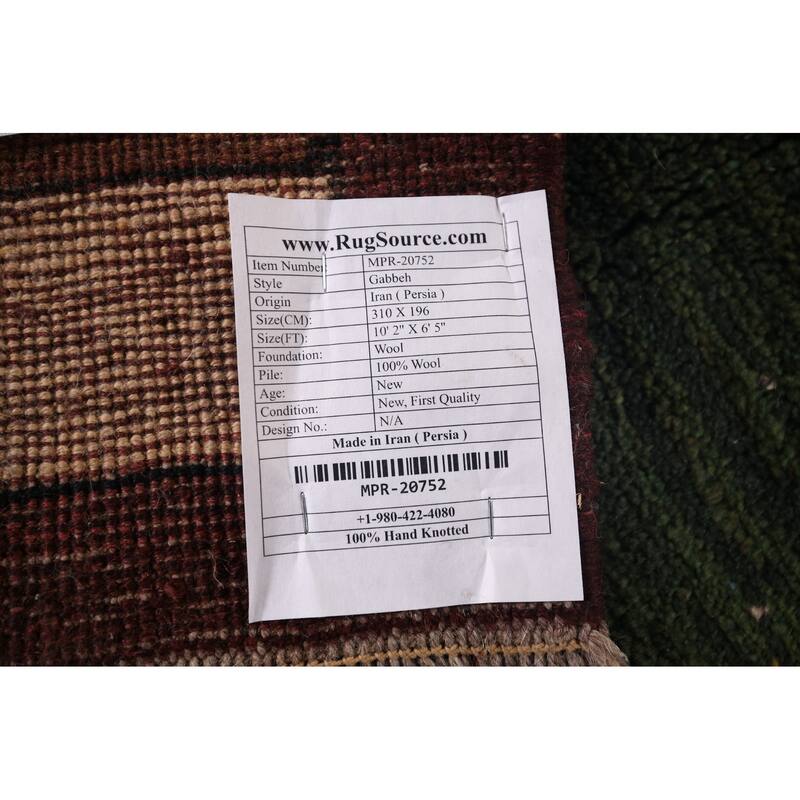 www.RugSource.com
Item Number: MPR-20752
Style Gabbeh
Origin Iran ( Persia )
Size(CM): 310 X 196
Size(FT): 10' 2" X 6' 5"
Foundation: Wool
Pile: 100% Wool
Age: New
Condition: New, First Quality
Design No.: N/A
Made in Iran ( Persia )
MPR-20752
+1-980-422-4080
100% Hand Knotted